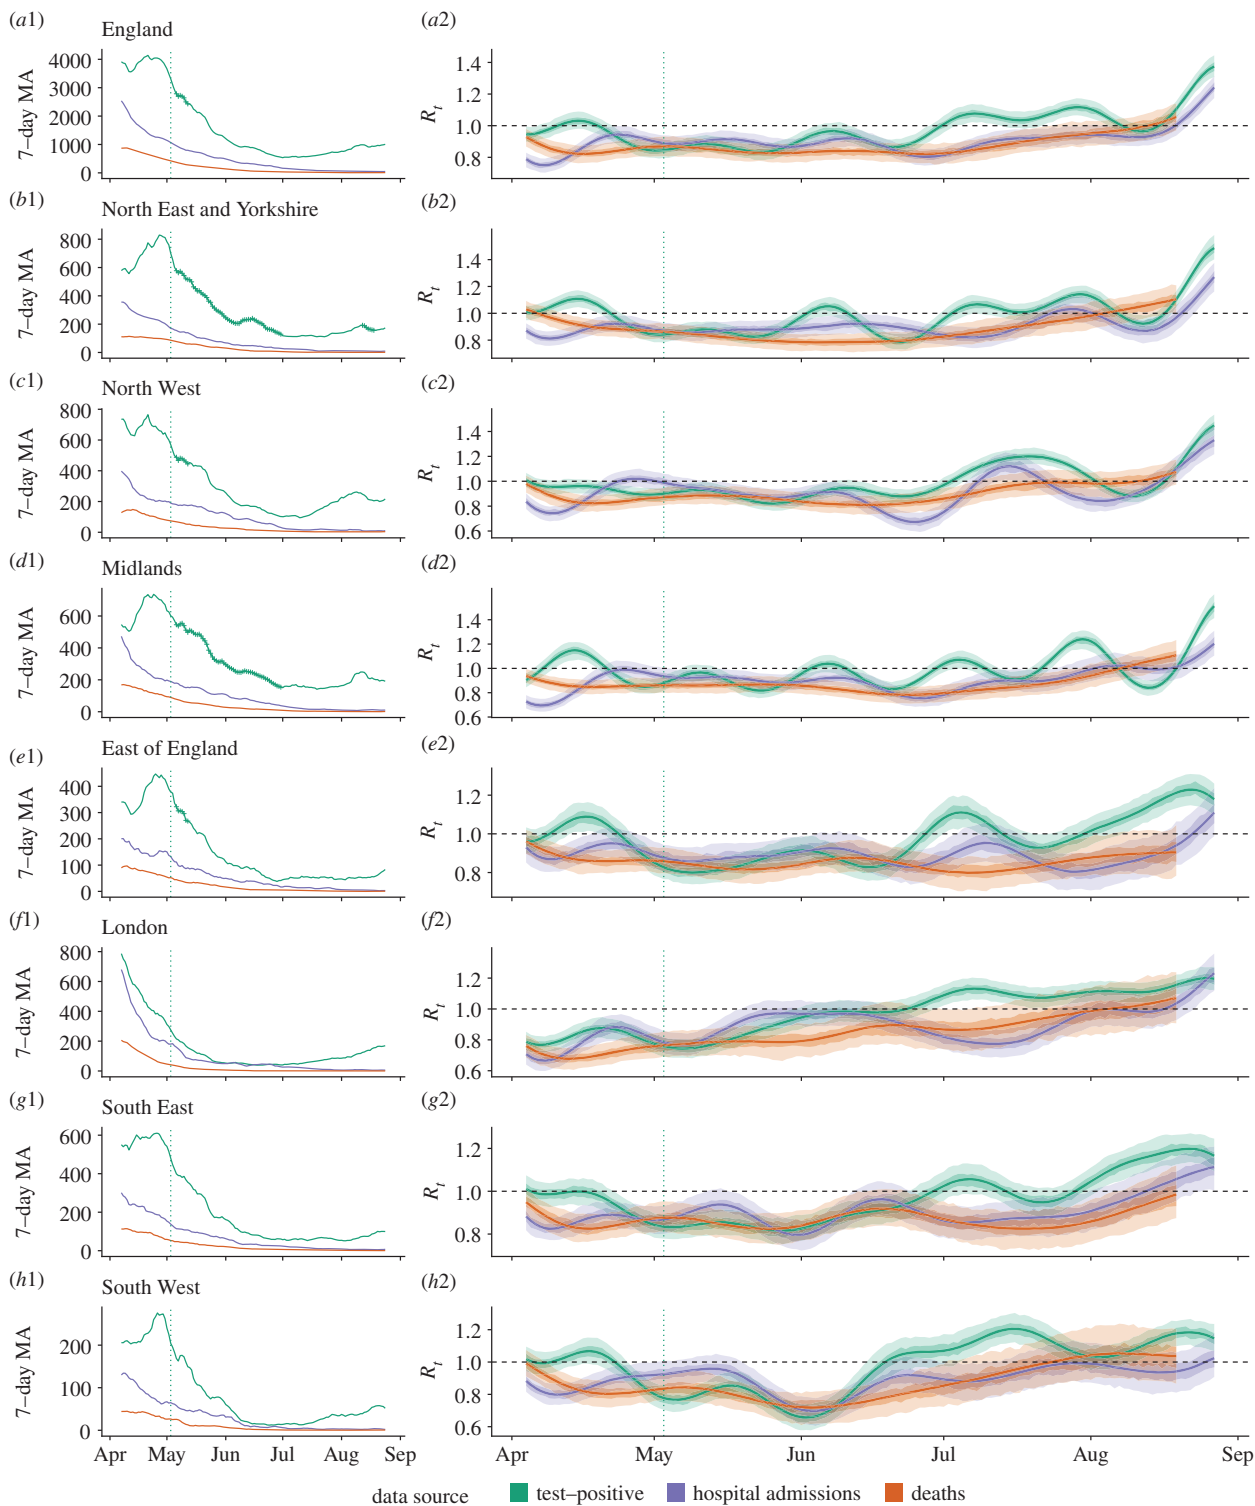 (a1) England (a2)
7–day MA
4000
3000
2000
1000
0
R_t
1.4
1.2
1.0
0.8
(b1) North East and Yorkshire (b2)
7–day MA
800
600
400
200
0
R_t
1.4
1.2
1.0
0.8
(c1) North West (c2)
7–day MA
800
600
400
200
0
R_t
1.4
1.2
1.0
0.8
0.6
(d1) Midlands (d2)
7–day MA
600
400
200
0
R_t
1.4
1.2
1.0
0.8
0.6
(e1) East of England (e2)
7–day MA
400
300
200
100
0
R_t
1.2
1.0
0.8
(f1) London (f2)
7–day MA
800
600
400
200
0
R_t
1.2
1.0
0.8
0.6
(g1) South East (g2)
7–day MA
600
400
200
0
R_t
1.2
1.0
0.8
(h1) South West (h2)
7–day MA
200
100
0
R_t
1.2
1.0
0.8
0.6
Apr May Jun Jul Aug Sep Apr May Jun Jul Aug Sep
data source test–positive hospital admissions deaths